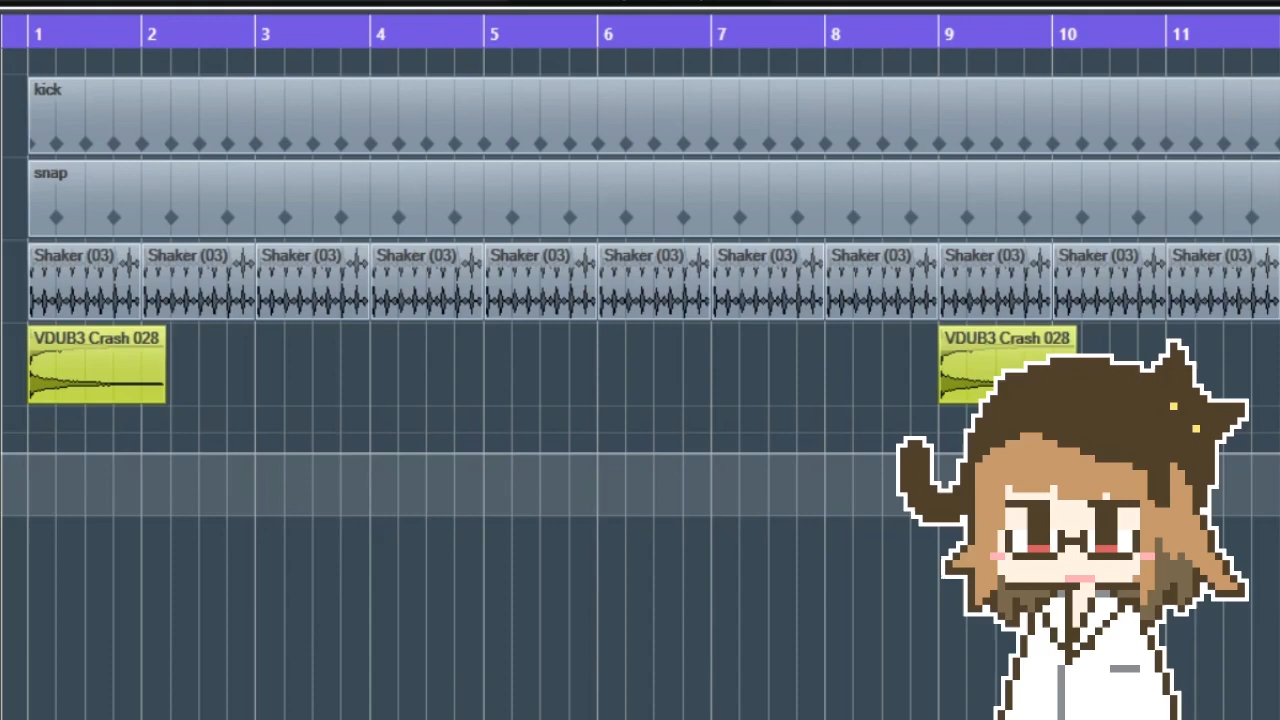 1 2 3 4 5 6 7 8 9 10 11
kick
snap
Shaker (03) Shaker (03) Shaker (03) Shaker (03) Shaker (03) Shaker (03) Shaker (03) Shaker (03) Shaker (03) Shaker (03) Shaker (03)
VDUB3 Crash 028 VDUB3 Crash 028